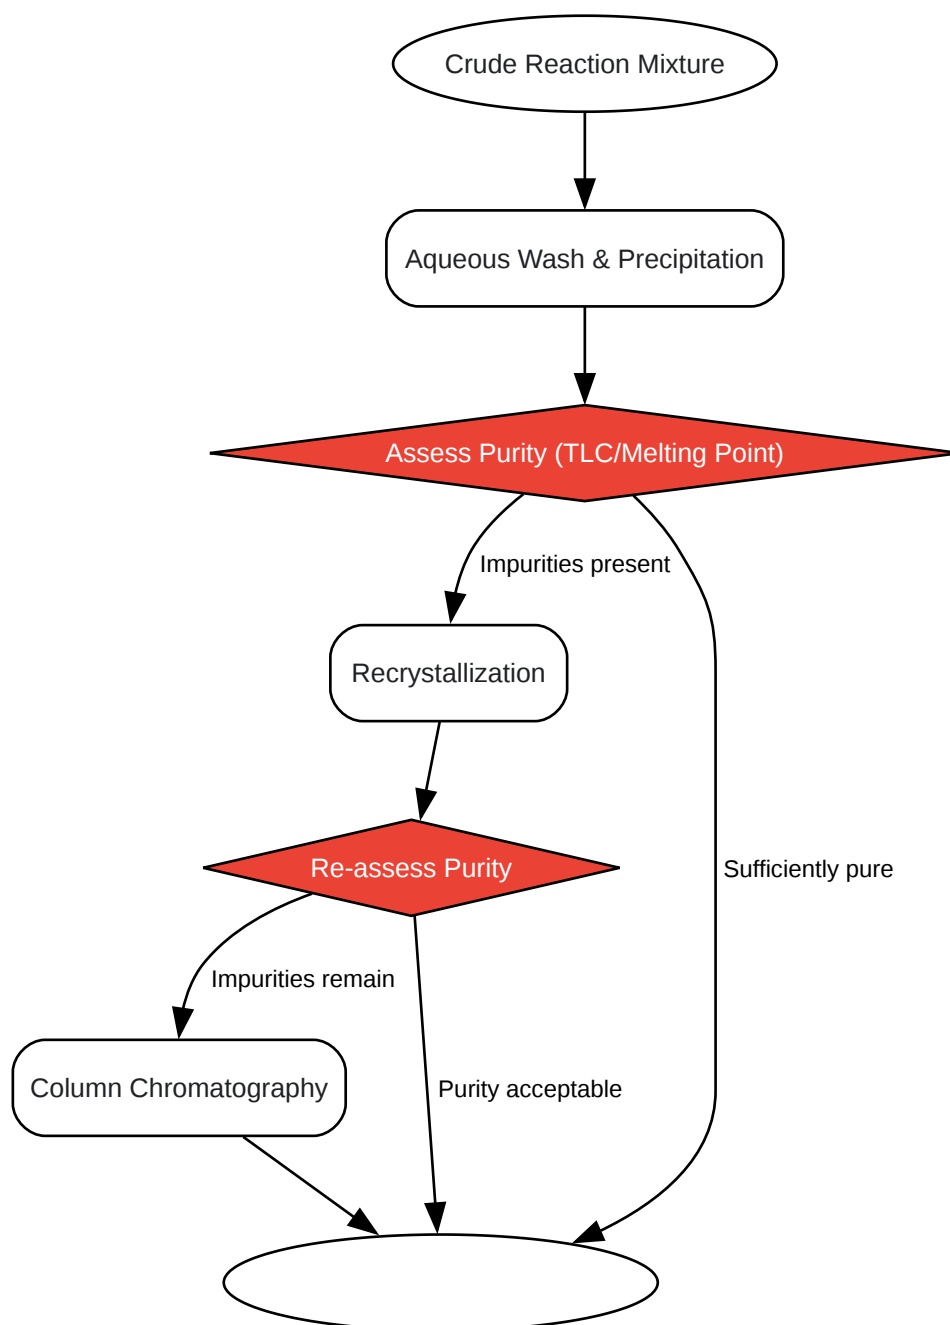 Crude Reaction Mixture
Aqueous Wash & Precipitation
Assess Purity (TLC/Melting Point)
Impurities present
Recrystallization
Re-assess Purity
Sufficiently pure
Impurities remain
Column Chromatography
Purity acceptable